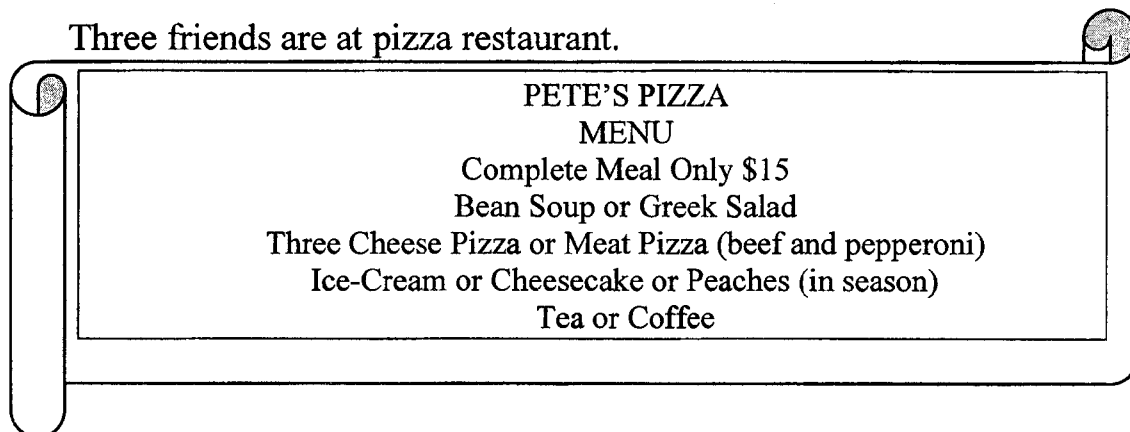 Three friends are at pizza restaurant.
PETE'S PIZZA
MENU
Complete Meal Only $15
Bean Soup or Greek Salad
Three Cheese Pizza or Meat Pizza (beef and pepperoni)
Ice-Cream or Cheesecake or Peaches (in season)
Tea or Coffee